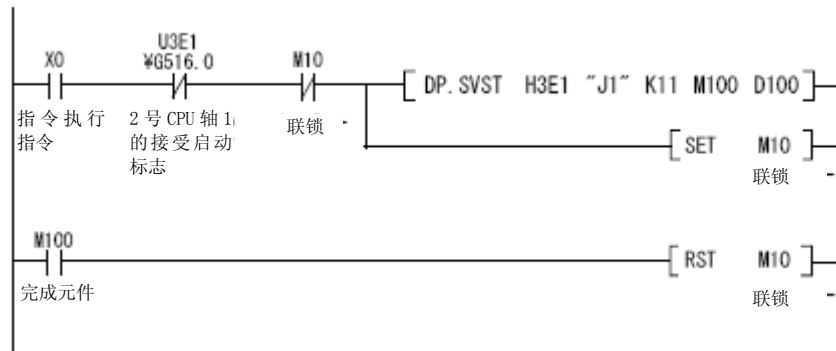 U3E1
X0 ¥G516.0 M10
DP.SVST H3E1 "J1" K11 M100 D100
指令执行 2号CPU轴1 联锁
指令 的接受启动
标志
SET M10
联锁
M100
RST M10
完成元件 联锁